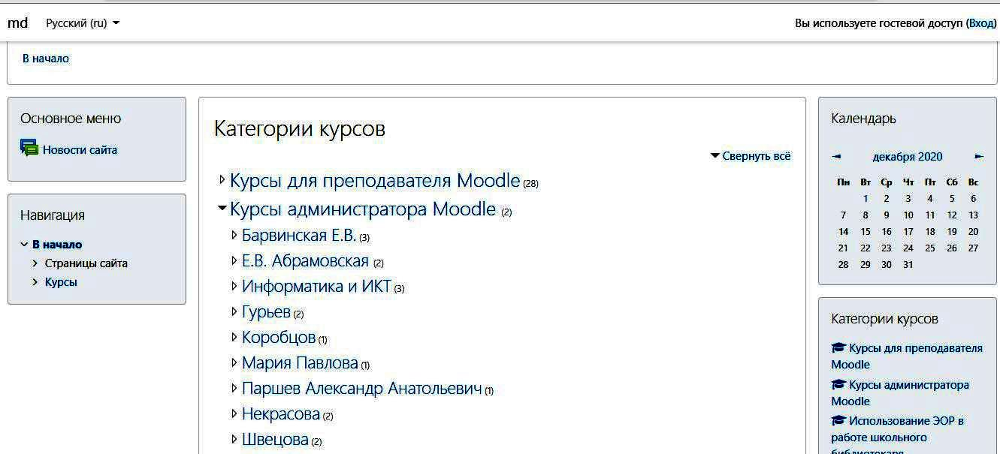 md Русский (ru) Вы используете гостевой доступ (Вход)
В начало
Основное меню
Новости сайта
Навигация
В начало
Страницы сайта
Курсы
Категории курсов
Свернуть всё
Курсы для преподавателя Moodle (28)
Курсы администратора Moodle (2)
Барвинская Е.В. (3)
Е.В. Абрамовская (2)
Информатика и ИКТ (3)
Гурьев (2)
Коробцов (1)
Мария Павлова (1)
Паршев Александр Анатольевич (1)
Некрасова (2)
Швецова (2)
Календарь
◄ декабря 2020 ►
Пн Вт Ср Чт Пт Сб Вс
1 2 3 4 5 6
7 8 9 10 11 12 13
14 15 16 17 18 19 20
21 22 23 24 25 26 27
28 29 30 31
Категории курсов
Курсы для преподавателя
Moodle
Курсы администратора
Moodle
Использование ЭОР в
работе школьного
библиотекаря